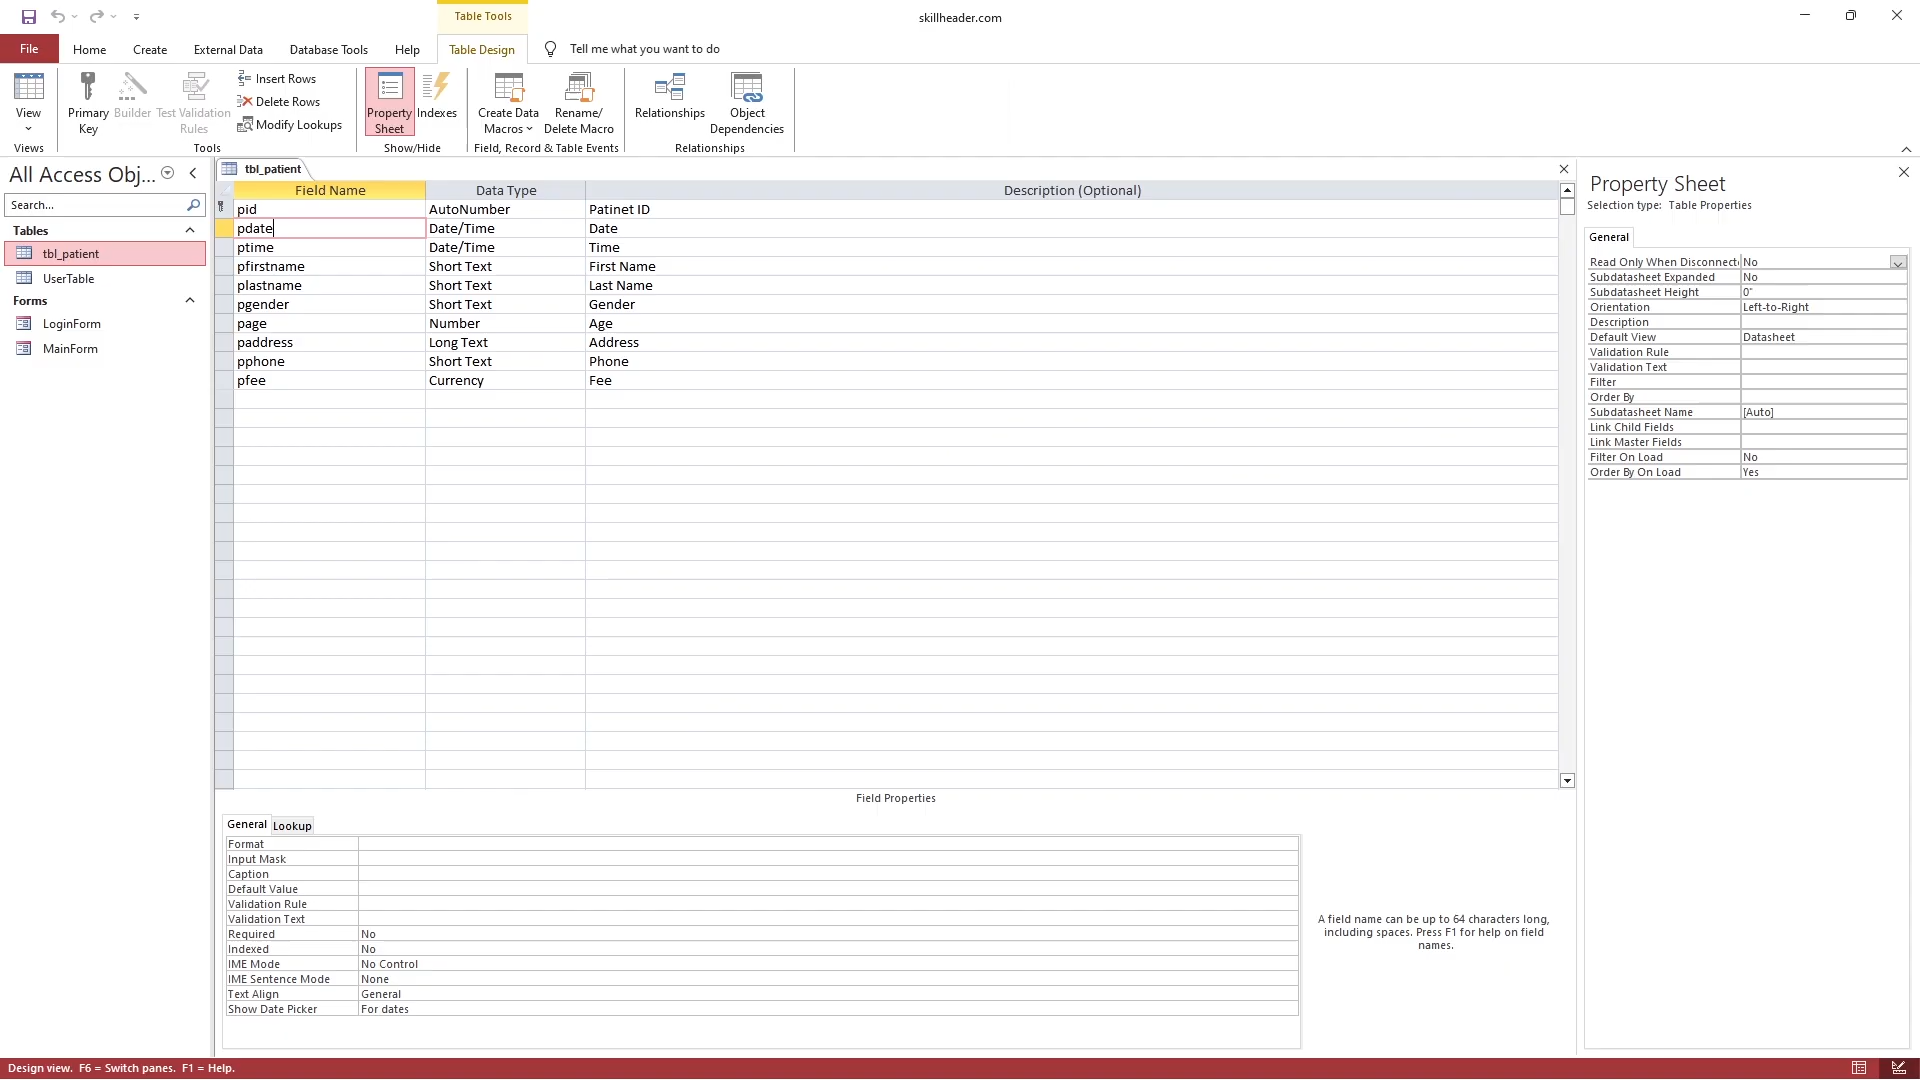 Table Tools
skillheader.com
File
Home
Create
External Data
Database Tools
Help
Table Design
Tell me what you want to do
View
Views
Primary
Key
Builder
Test Validation
Rules
Insert Rows
Delete Rows
Modify Lookups
Tools
Property
Sheet
Indexes
Show/Hide
Create Data
Macros
Rename/
Delete Macro
Field, Record & Table Events
Relationships
Object
Dependencies
Relationships
All Access Obj...
Search...
Tables
tbl_patient
UserTable
Forms
LoginForm
MainForm
tbl_patient
Field Name Data Type Description (Optional)
pid AutoNumber Patinet ID
pdate Date/Time Date
ptime Date/Time Time
pfirstname Short Text First Name
plastname Short Text Last Name
pgender Short Text Gender
page Number Age
paddress Long Text Address
pphone Short Text Phone
pfee Currency Fee
Field Properties
General Lookup
Format
Input Mask
Caption
Default Value
Validation Rule
Validation Text
Required No
Indexed No
IME Mode No Control
IME Sentence Mode None
Text Align General
Show Date Picker For dates
A field name can be up to 64 characters long,
including spaces. Press F1 for help on field
names.
Property Sheet
Selection type: Table Properties
General
Read Only When Disconnect No
Subdatasheet Expanded No
Subdatasheet Height 0"
Orientation Left-to-Right
Description
Default View Datasheet
Validation Rule
Validation Text
Filter
Order By
Subdatasheet Name [Auto]
Link Child Fields
Link Master Fields
Filter On Load No
Order By On Load Yes
Design view. F6 = Switch panes. F1 = Help.